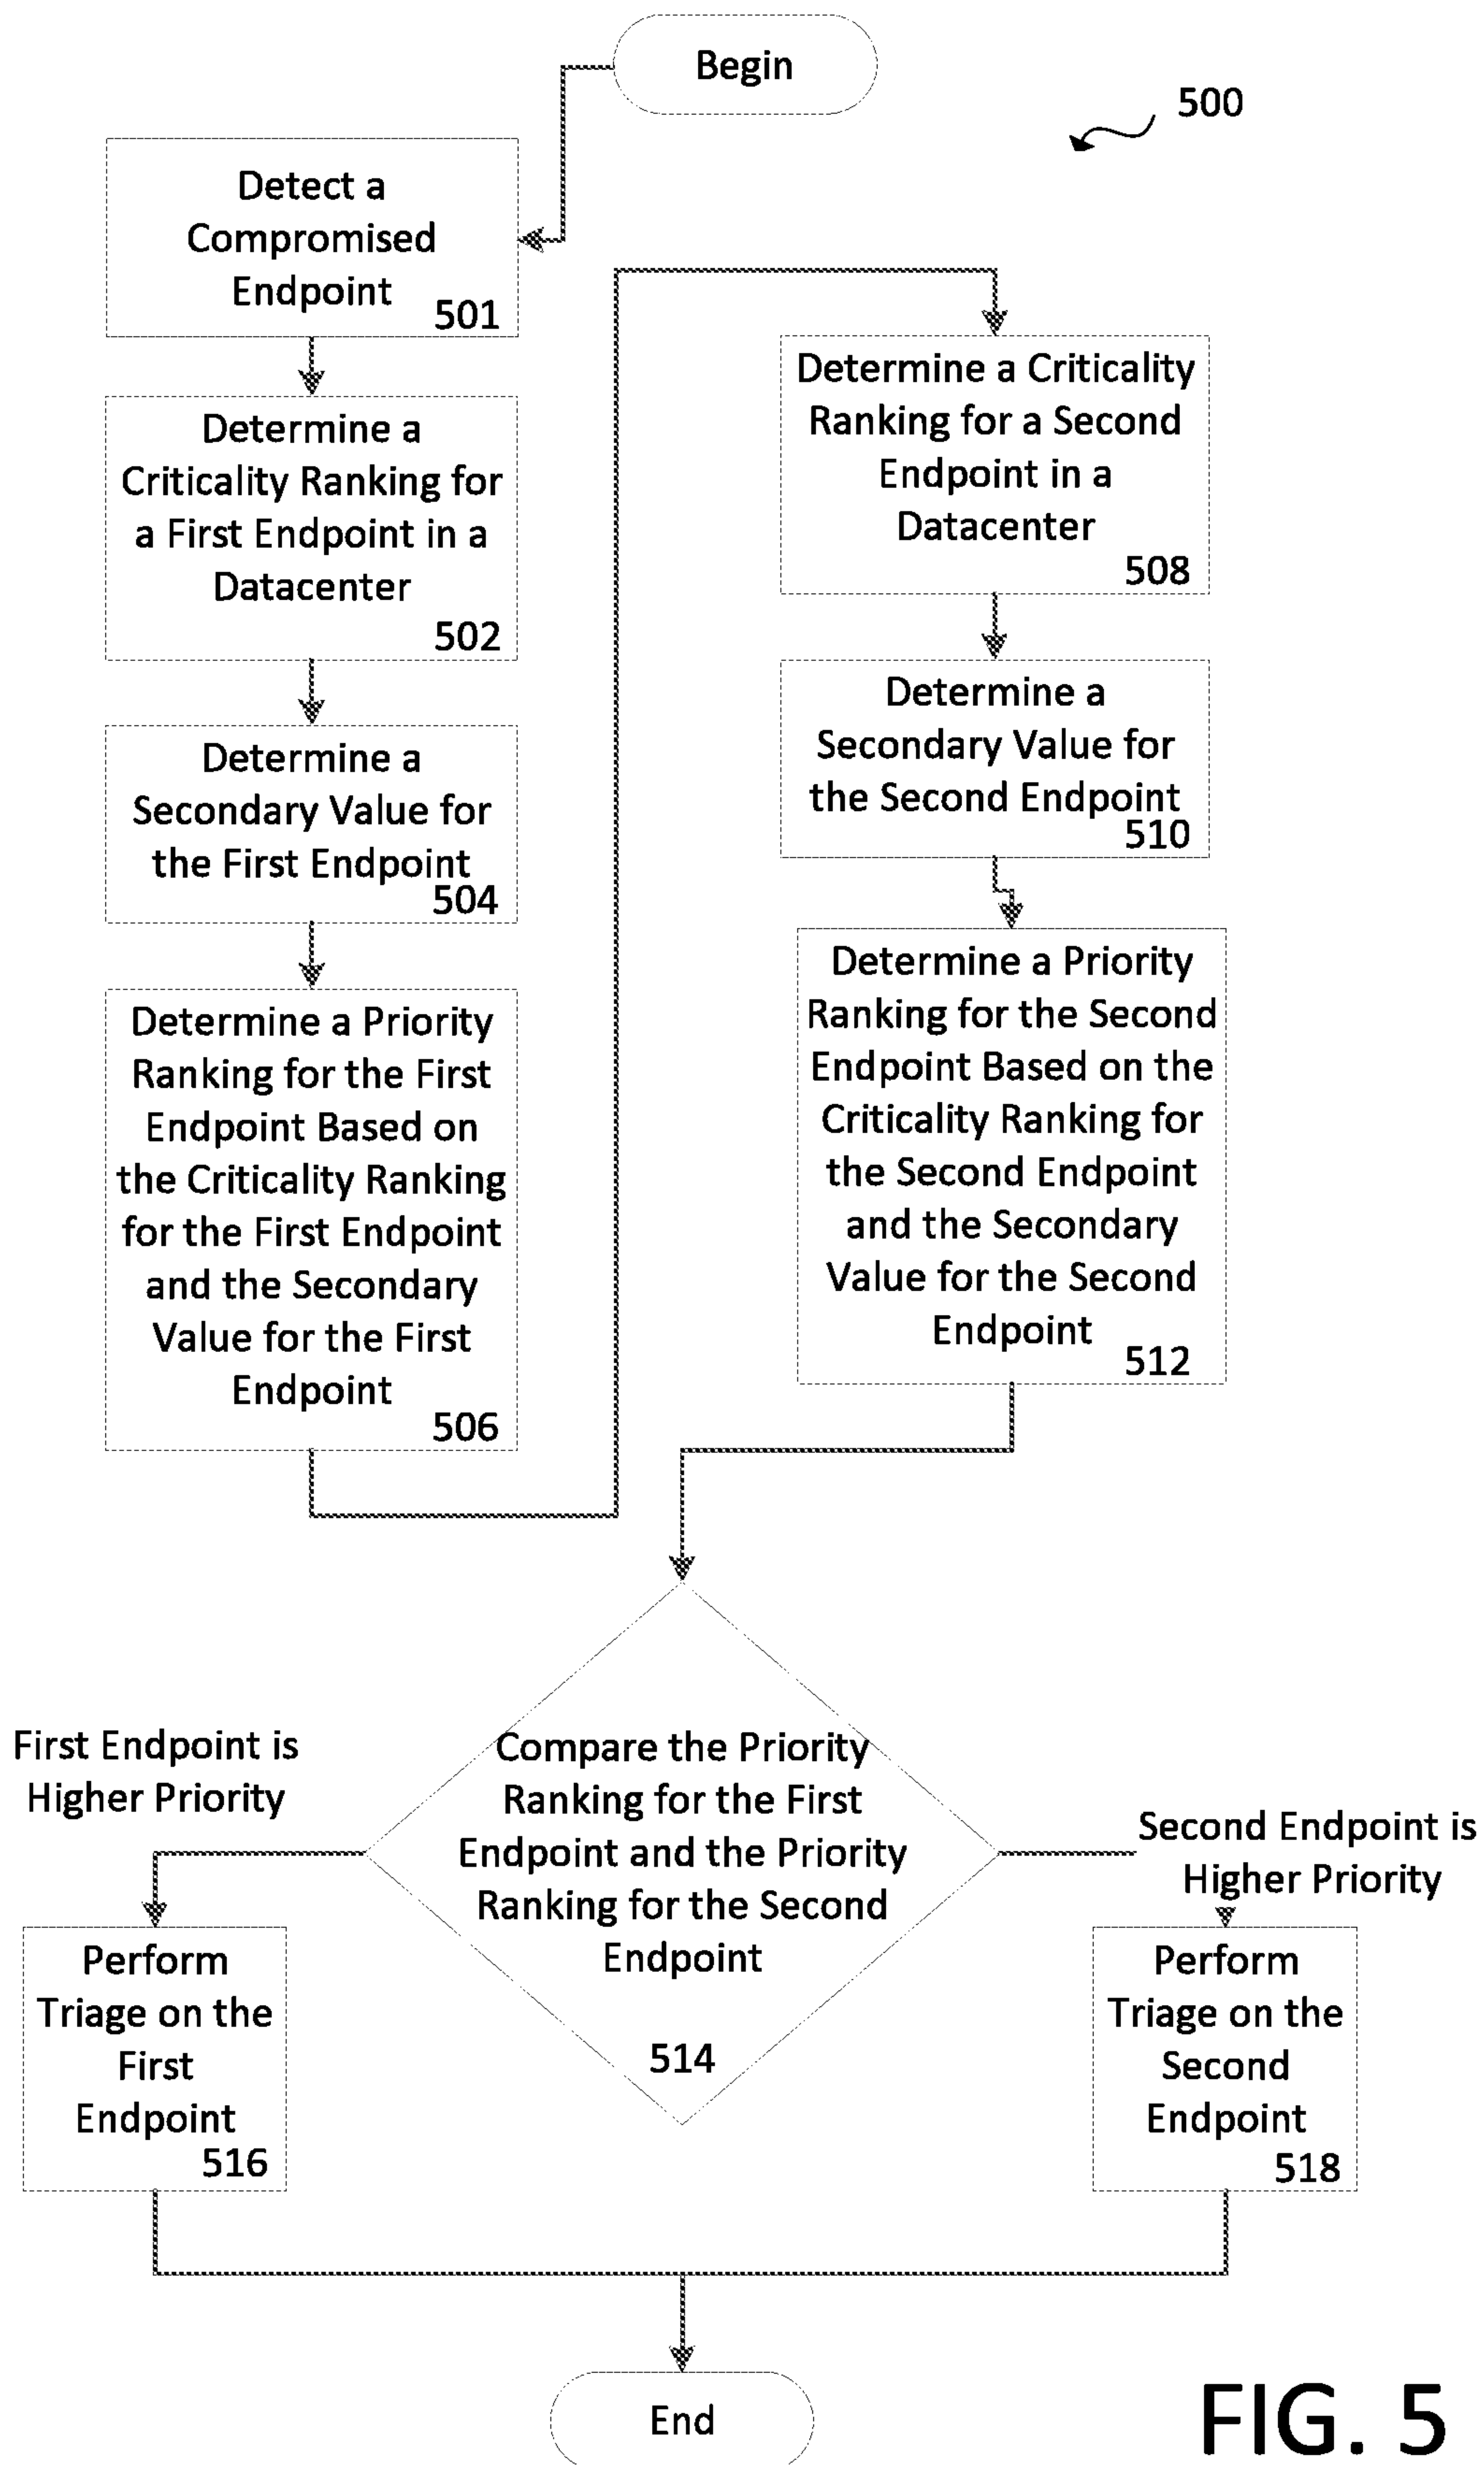 Begin
500
Detect a
Compromised
Endpoint
501
Determine a
Criticality Ranking for
a First Endpoint in a
Datacenter
502
Determine a
Secondary Value for
the First Endpoint
504
Determine a Priority
Ranking for the First
Endpoint Based on
the Criticality Ranking
for the First Endpoint
and the Secondary
Value for the First
Endpoint
506
Determine a Criticality
Ranking for a Second
Endpoint in a
Datacenter
508
Determine a
Secondary Value for
the Second Endpoint
510
Determine a Priority
Ranking for the Second
Endpoint Based on the
Criticality Ranking for
the Second Endpoint
and the Secondary
Value for the Second
Endpoint
512
Compare the Priority
Ranking for the First
Endpoint and the Priority
Ranking for the Second
Endpoint
514
First Endpoint is
Higher Priority
Second Endpoint is
Higher Priority
Perform
Triage on the
First
Endpoint
516
Perform
Triage on the
Second
Endpoint
518
End
FIG. 5